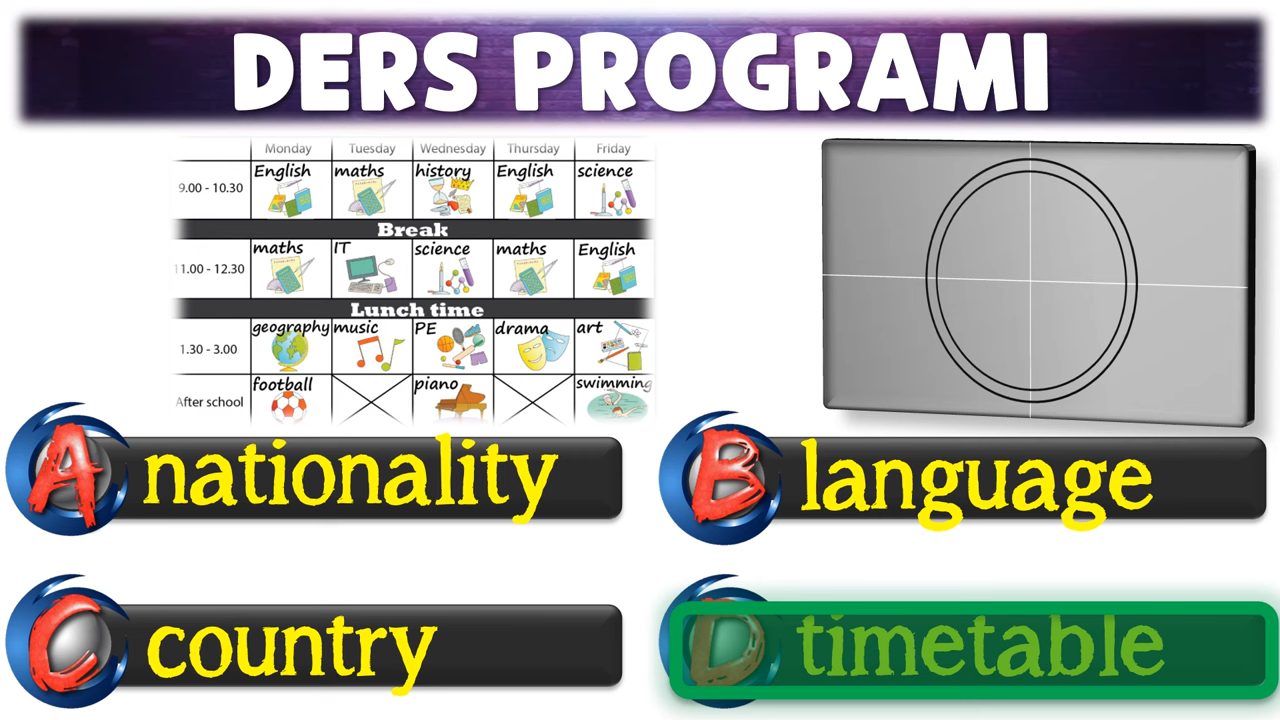 DERS PROGRAMI
Monday Tuesday Wednesday Thursday Friday
9.00 - 10.30 English maths history English science
Break
11.00 - 12.30 maths IT science maths English
Lunch time
1.30 - 3.00 geography music PE drama art
After school football piano swimming
A nationality
B language
C country
D timetable